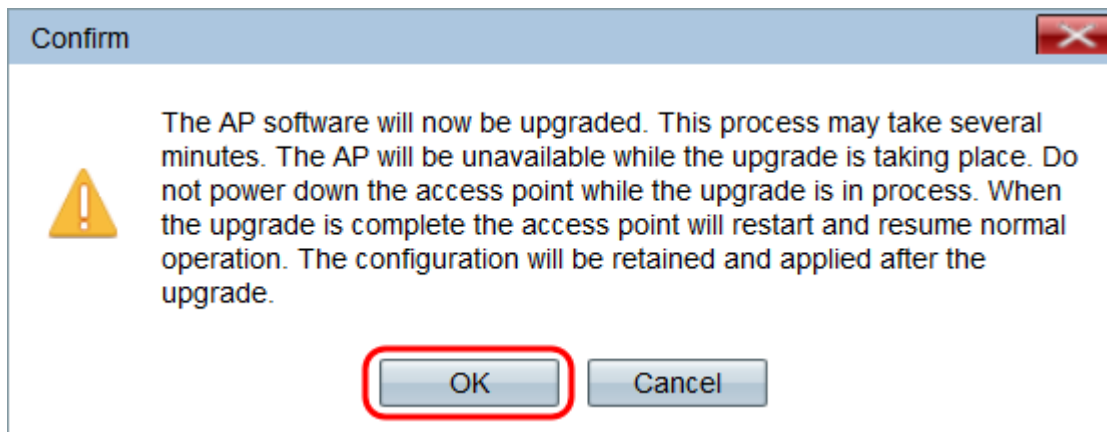 Confirm
The AP software will now be upgraded. This process may take several
minutes. The AP will be unavailable while the upgrade is taking place. Do
not power down the access point while the upgrade is in process. When
the upgrade is complete the access point will restart and resume normal
operation. The configuration will be retained and applied after the
upgrade.
OK
Cancel